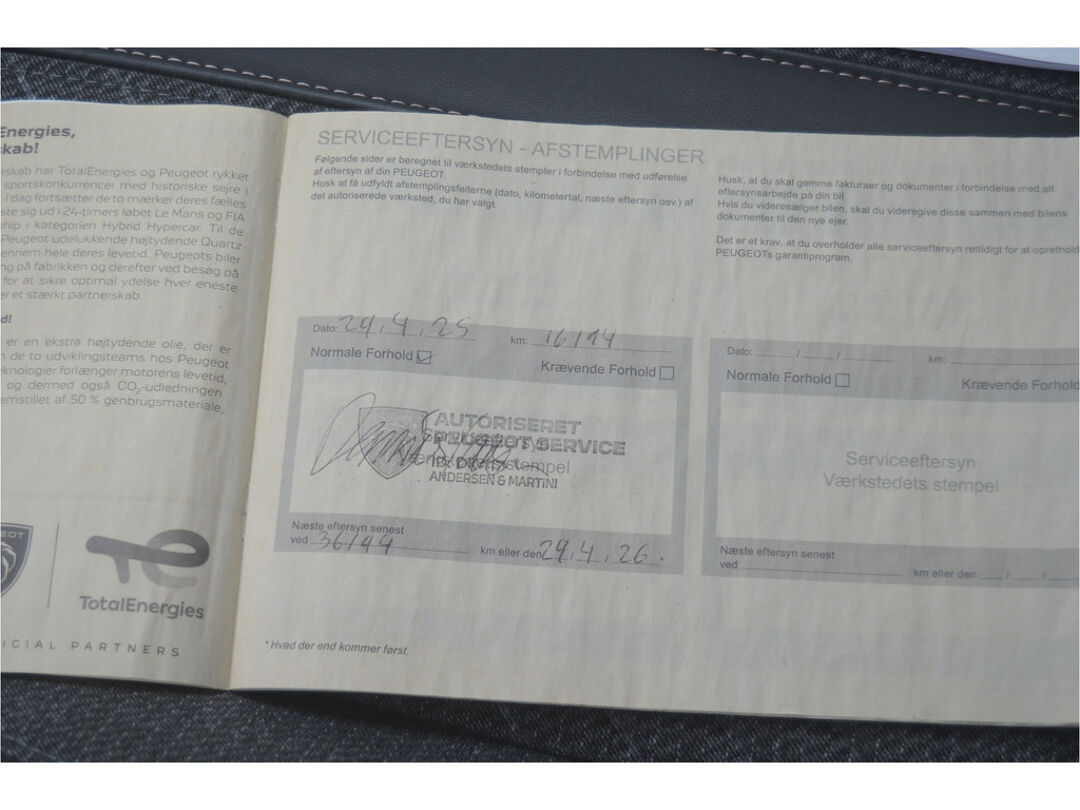 Energies,
kab!
rskab har TotalEnergies og Peugeot rykket
sportskonkurrencer med historiske sejre i
I dag fortsætter de to mærker deres fælles
ste sig ud i 24-timers løbet Le Mans og FIA
ship i kategorien Hybrid Hypercar. Til de
Peugeot udelukkende højtydende Quartz
ennem hele deres levetid. Peugeots biler
ng på fabrikken og derefter ved besøg på
for at sikre optimal ydelse hver eneste
er et stærkt partnerskab.
d!
er en ekstra højtydende olie, der er
n de to udviklingsteams hos Peugeot
eknologier forlænger motorens levetid,
og dermed også CO₂-udledningen.
emstillet af 50 % genbrugsmateriale,
EOT
TotalEnergies
ICIAL PARTNERS
SERVICEEFTERSYN - AFSTEMPLINGER
Følgende sider er beregnet til værkstedets stempler i forbindelse med udførelse
af eftersyn af din PEUGEOT.
Husk at få udfyldt afstemplingsfelterne (dato, kilometertal, næste eftersyn osv.) af
det autoriserede værksted, du har valgt.
Dato: 29.4.25 km: 16194
Normale Forhold Krævende Forhold
AUTORISERET
PEUGEOT SERVICE
ANDERSEN & MARTINI
Næste eftersyn senest
ved 36194 km eller den 29.4.26.
* Hvad der end kommer først.
Husk, at du skal gemme fakturaer og dokumenter i forbindelse med alt
eftersynsarbejde på din bil.
Hvis du videresælger bilen, skal du videregive disse sammen med bilens
dokumenter til den nye ejer.
Det er et krav, at du overholder alle serviceeftersyn rettidigt for at oprethold
PEUGEOTs garantiprogram.
Dato: / / km:
Normale Forhold Krævende Forhold
Serviceeftersyn
Værkstedets stempel
Næste eftersyn senest
ved km eller den / /